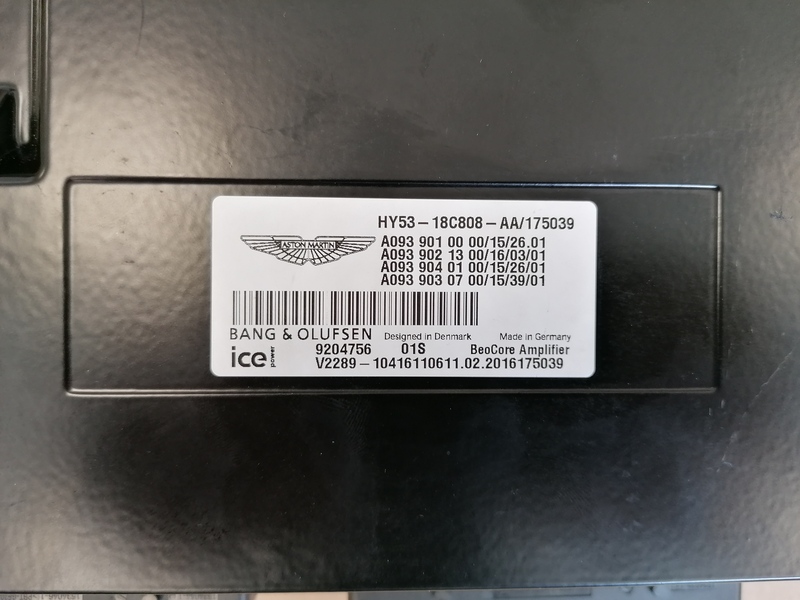 HY53-18C808-AA/175039
ASTON MARTIN
A093 901 00 00/15/26.01
A093 902 13 00/16/03/01
A093 904 01 00/15/26/01
A093 903 07 00/15/39/01
BANG & OLUFSEN Designed in Denmark Made in Germany
ice power 9204756 01S BeoCore Amplifier
V2289-10416110611.02.2016175039